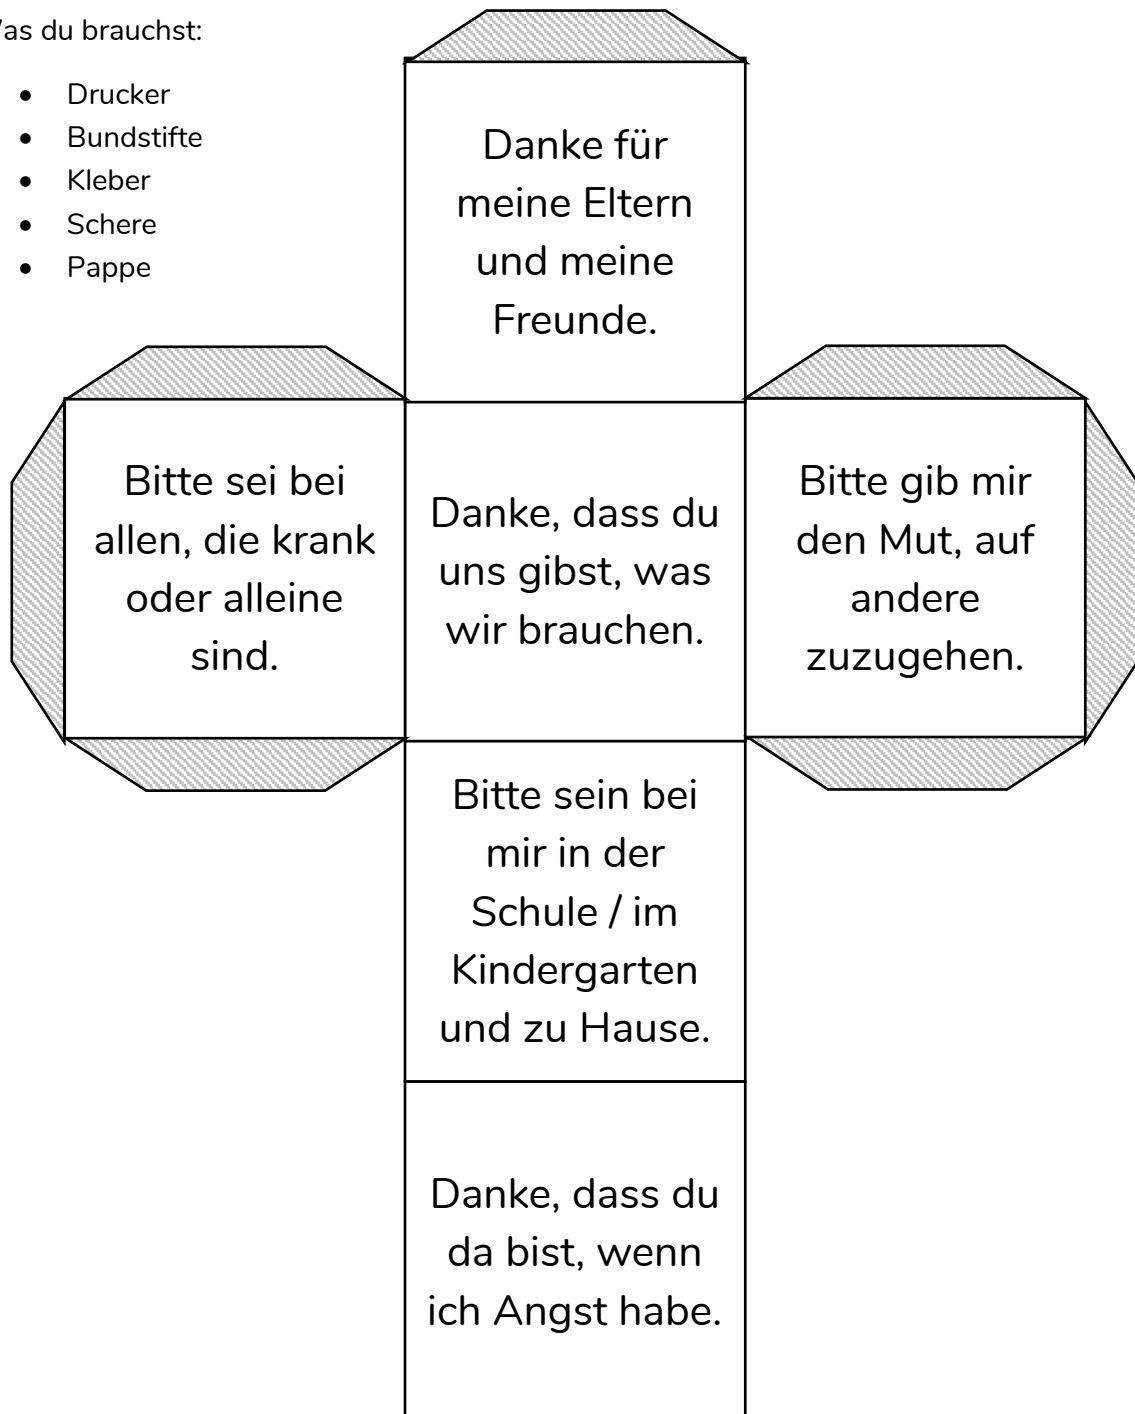 as du brauchst:
• Drucker
• Bundstifte
• Kleber
• Schere
• Pappe
Danke für
meine Eltern
und meine
Freunde.
Bitte sei bei
allen, die krank
oder alleine
sind.
Danke, dass du
uns gibst, was
wir brauchen.
Bitte gib mir
den Mut, auf
andere
zuzugehen.
Bitte sein bei
mir in der
Schule / im
Kindergarten
und zu Hause.
Danke, dass du
da bist, wenn
ich Angst habe.